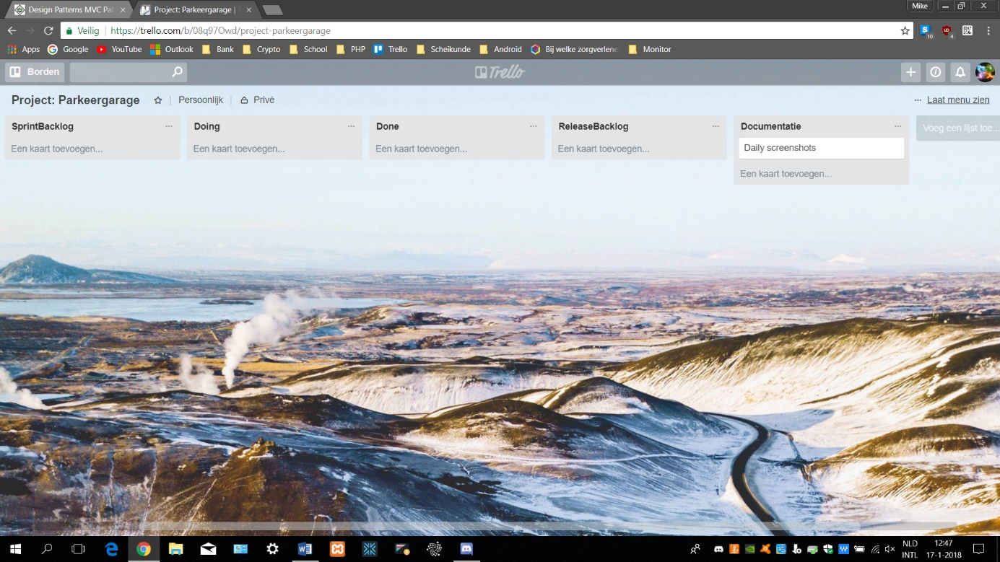 Design Patterns MVC Pat
Project: Parkeergarage | T
Mike
Veilig
https://trello.com/b/08q97Owd/project-parkeergarage
10
4
Apps
Google
YouTube
Outlook
Bank
Crypto
School
PHP
Trello
Scheikunde
Android
Bij welke zorgverlene
Monitor
Borden
Trello
Project: Parkeergarage
Persoonlijk
Privé
... Laat menu zien
SprintBacklog ...
Een kaart toevoegen...
Doing ...
Een kaart toevoegen...
Done ...
Een kaart toevoegen...
ReleaseBacklog ...
Een kaart toevoegen...
Documentatie ...
Daily screenshots
Een kaart toevoegen...
Voeg een lijst toe...
NLD
INTL
12:47
17-1-2018